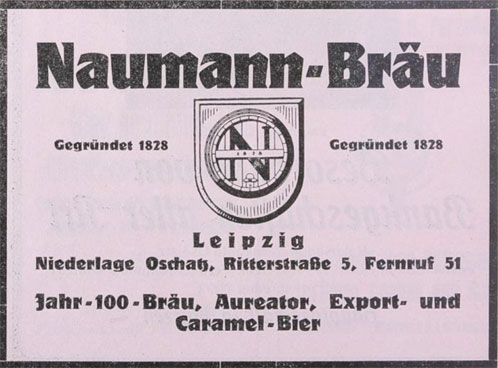 Naumann-Bräu
Gegründet 1828
Gegründet 1828
N
1828
N
Leipzig
Niederlage Oschatz, Ritterstraße 5, Fernruf 51
Jahr-100-Bräu, Aureator, Export- und
Caramel-Bier